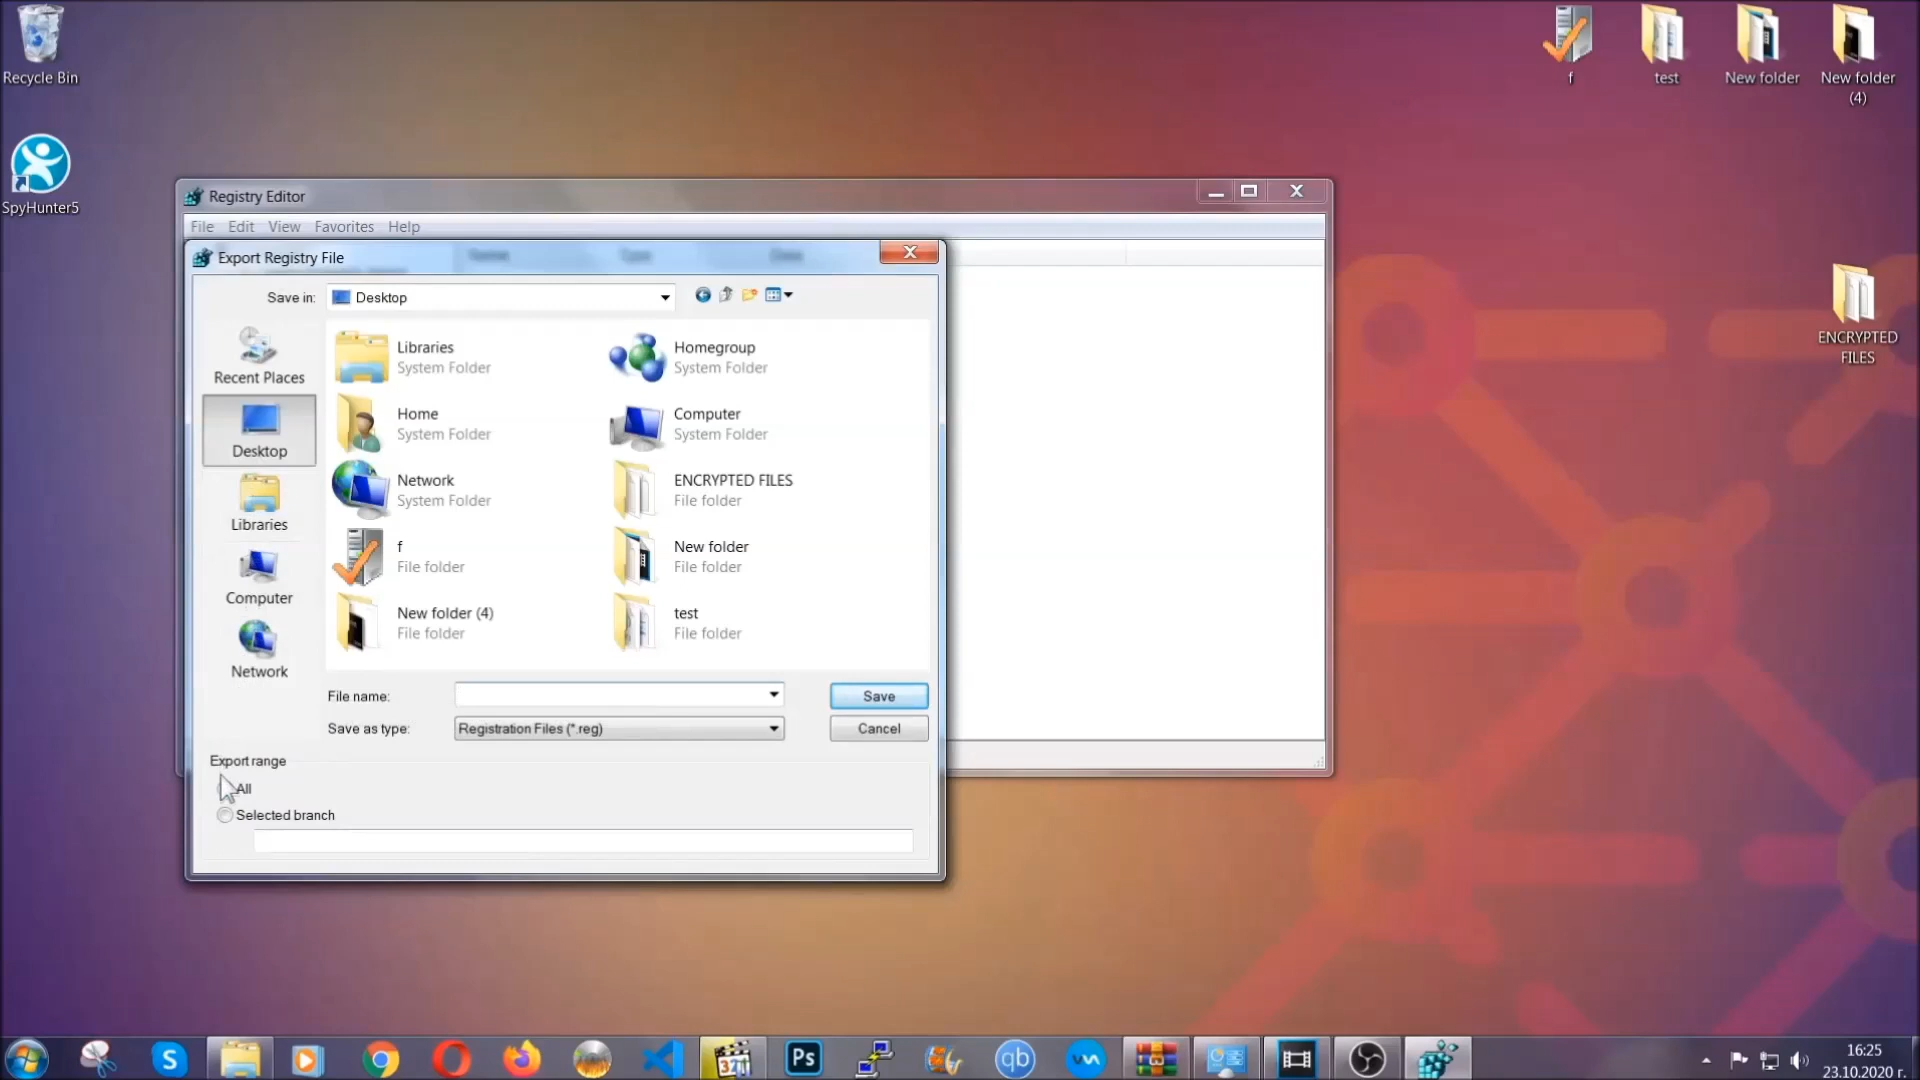 Recycle Bin
SpyHunter5
f
test
New folder
New folder
(4)
ENCRYPTED
FILES
Registry Editor
File Edit View Favorites Help
Export Registry File
Save in:
Desktop
Recent Places
Desktop
Libraries
Computer
Network
Libraries
System Folder
Homegroup
System Folder
Home
System Folder
Computer
System Folder
Network
System Folder
ENCRYPTED FILES
File folder
f
File folder
New folder
File folder
New folder (4)
File folder
test
File folder
File name:
Save
Save as type:
Registration Files (*.reg)
Cancel
Export range
All
Selected branch
S
321
Ps
qb
16:25
23.10.2020 г.